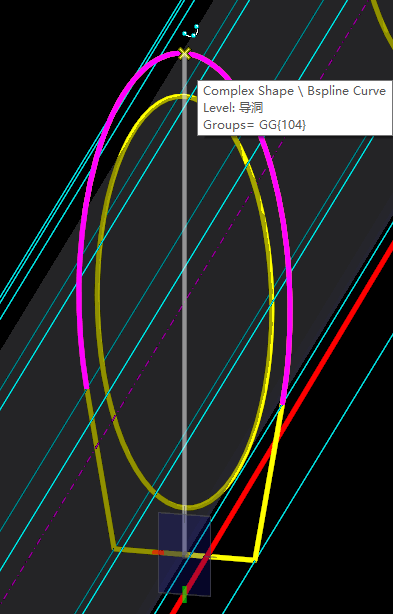 Complex Shape \ Bspline Curve
Level: 导洞
Groups= GG{104}